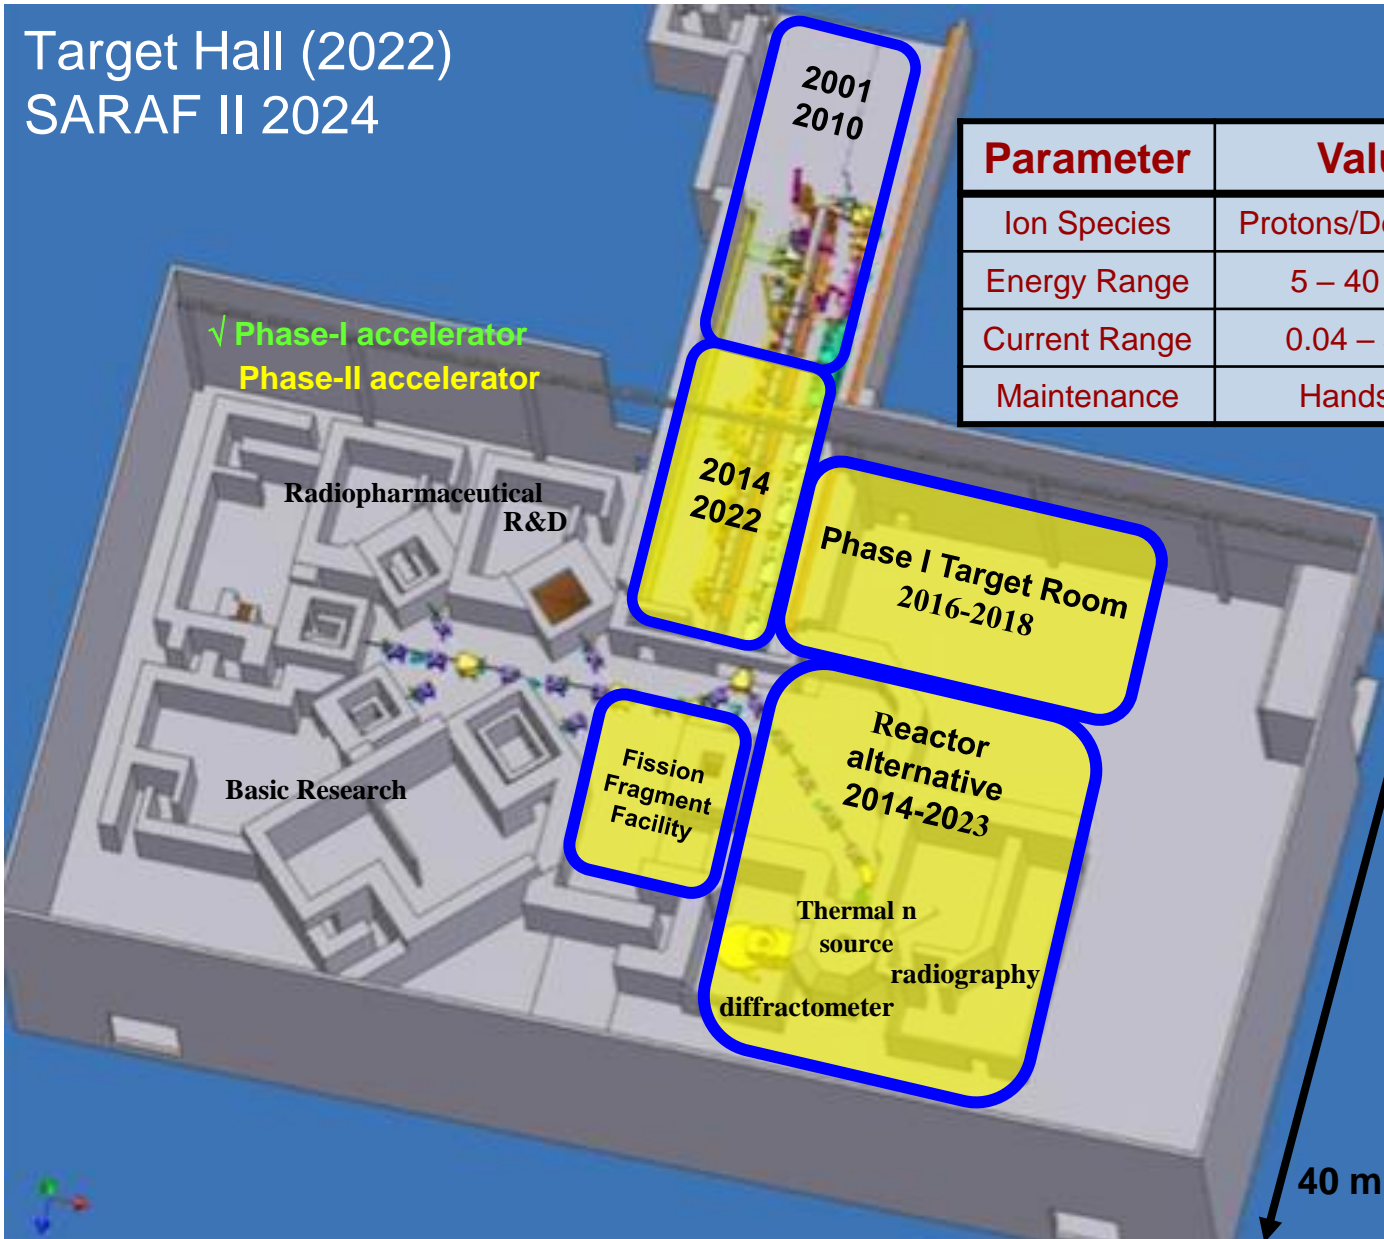 Target Hall (2022)
SARAF II 2024
2001
2010
Parameter
Ion Species
Energy Range 5 – 40
Current Range 0.04 –
Maintenance
√ Phase-I accelerator
Phase-II accelerator
2014
2022
Radiopharmaceutical
R&D
Phase I Target Room
2016-2018
Reactor
alternative
2014-2023
Fission
Fragment
Facility
Basic Research
Thermal n
source
radiography
diffractometer
40 m